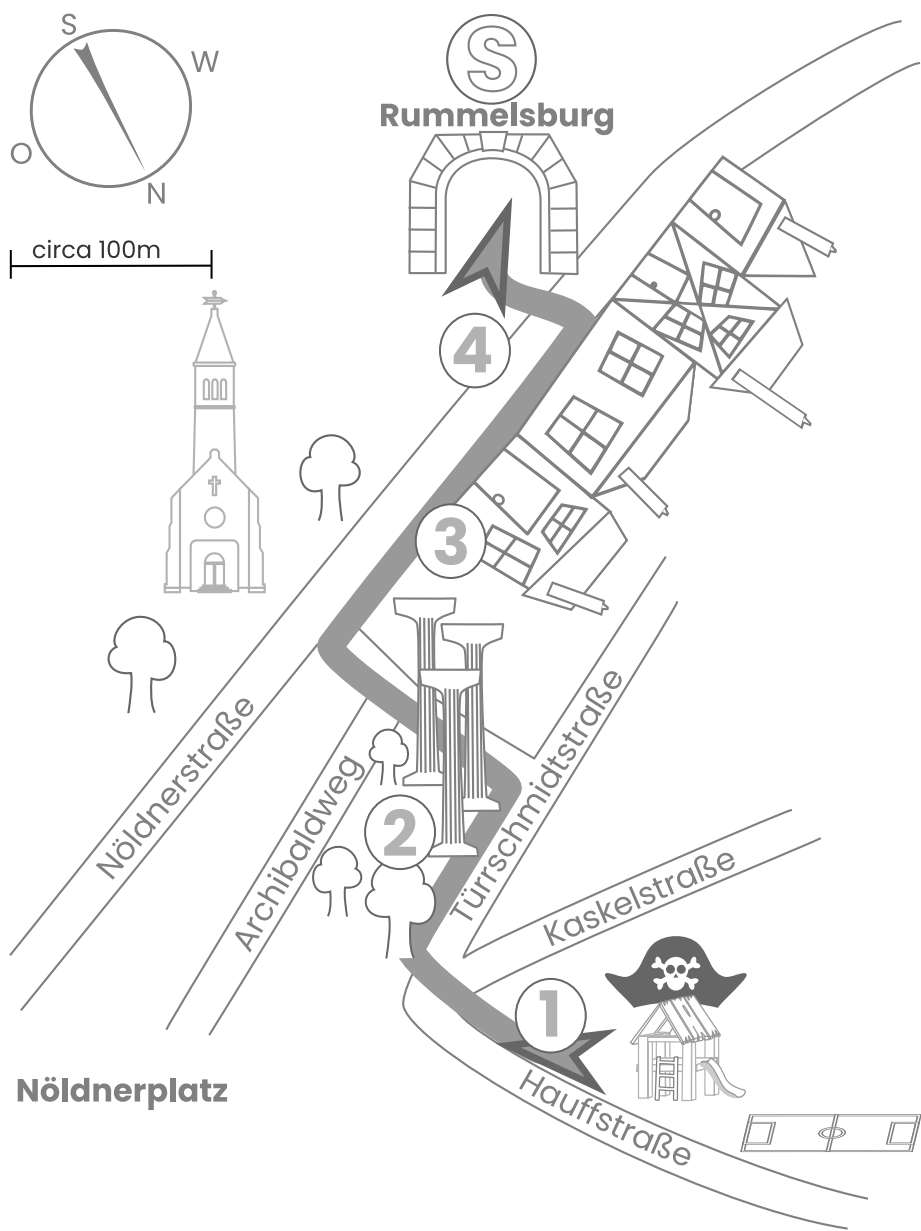 S
W
O
N
circa 100m
S
Rummelsburg
4
3
2
1
Nöldnerstraße
Archibaldweg
Türrschmidtstraße
Kaskelstraße
Hauffstraße
Nöldnerplatz